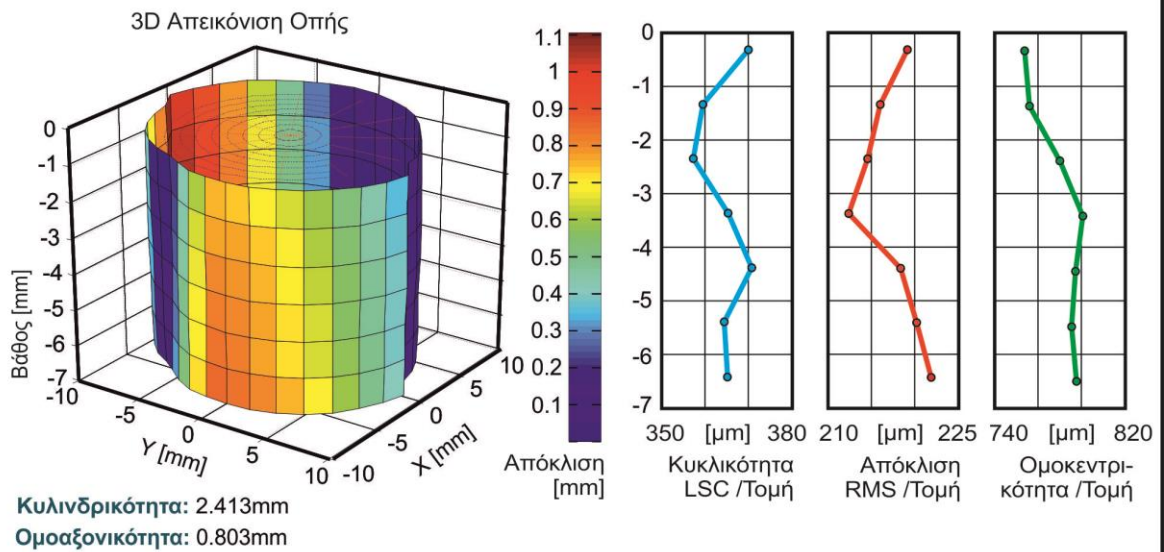 3D Απεικόνιση Οπής
0
-1
-2
-3
-4
-5
-6
-7
Βάθος [mm]
-10
-5
0
5
10
Y [mm]
-10
-5
0
5
10
X [mm]
1.1
1
0.9
0.8
0.7
0.6
0.5
0.4
0.3
0.2
0.1
Απόκλιση
[mm]
0
-1
-2
-3
-4
-5
-6
-7
350 [μm] 380
Κυκλικότητα
LSC /Τομή
210 [μm] 225
Απόκλιση
RMS /Τομή
740 [μm] 820
Ομοκεντρι-
κότητα /Τομή
Κυλινδρικότητα: 2.413mm
Ομοαξονικότητα: 0.803mm